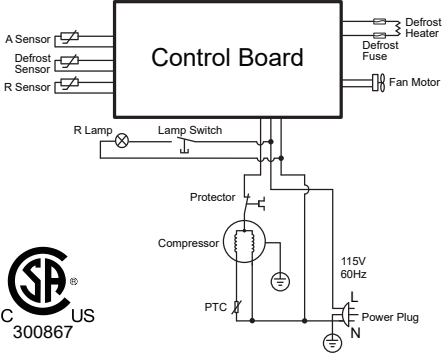 A Sensor
Defrost
Sensor
R Sensor
Control Board
Defrost
Heater
Defrost
Fuse
Fan Motor
R Lamp
Lamp Switch
Protector
Compressor
115V
60Hz
PTC
L
Power Plug
N
SA
®
C
US
300867